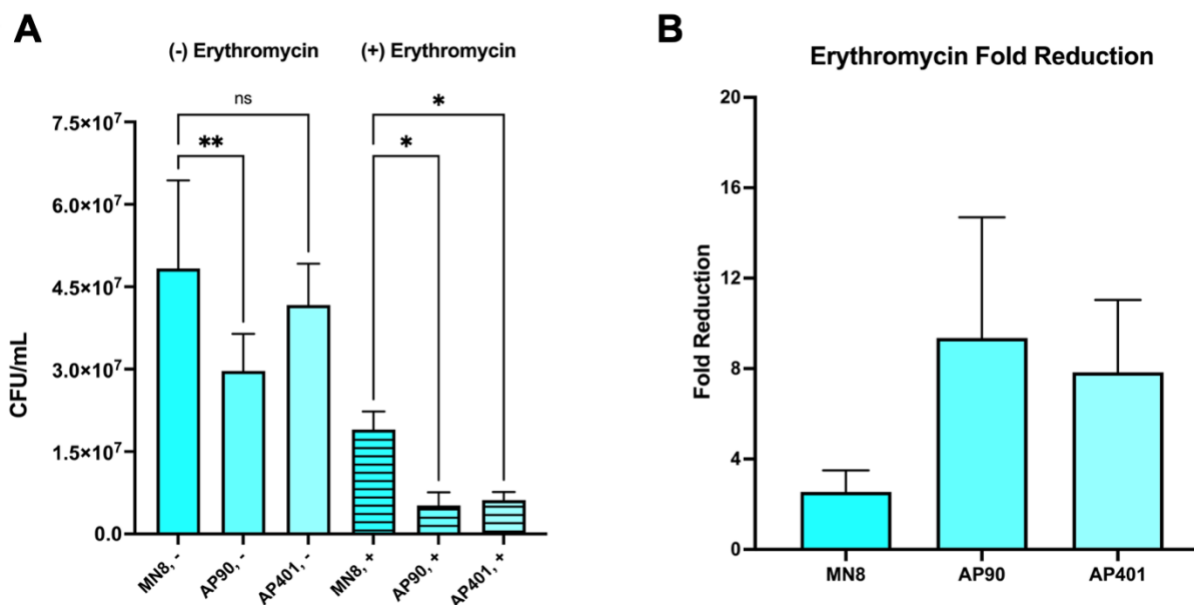 A
(-) Erythromycin (+) Erythromycin
ns
**
*
*
7.5×10⁷
6.0×10⁷
4.5×10⁷
3.0×10⁷
1.5×10⁷
0.0
CFU/mL
MN8, -
AP90, -
AP401, -
MN8, +
AP90, +
AP401, +
B
Erythromycin Fold Reduction
20
16
12
8
4
0
Fold Reduction
MN8 AP90 AP401